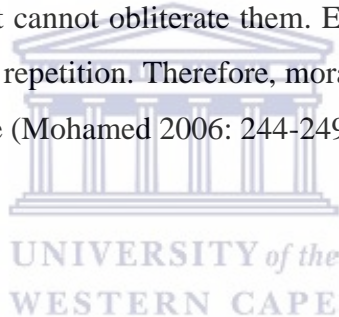 t cannot obliterate them. E
repetition. Therefore, mora
e (Mohamed 2006: 244-249
UNIVERSITY of the
WESTERN CAPE